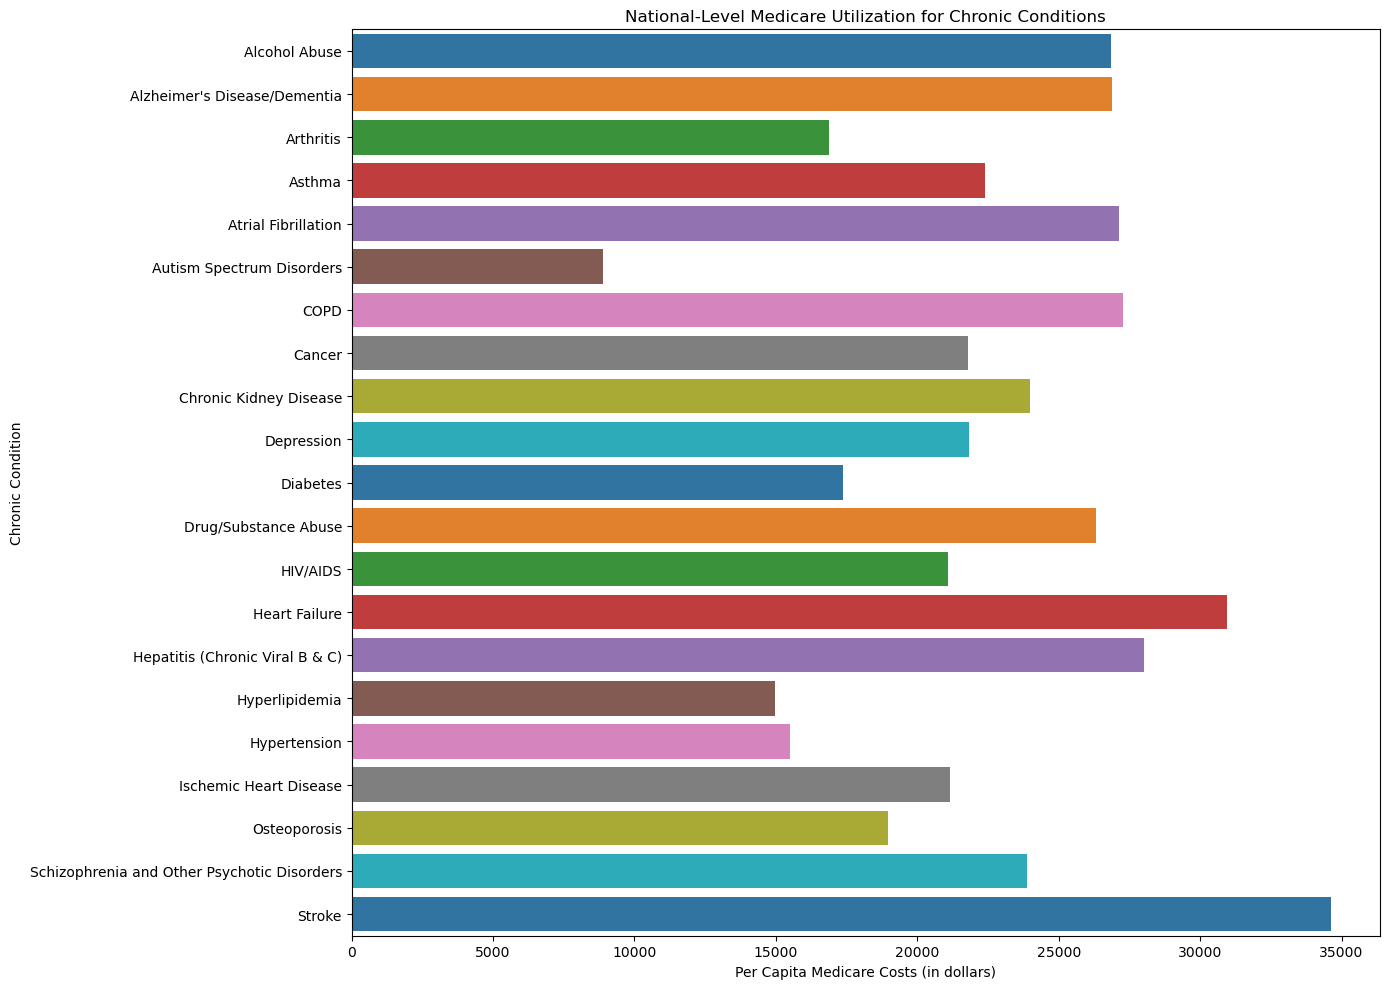 National-Level Medicare Utilization for Chronic Conditions
Chronic Condition
Alcohol Abuse
Alzheimer's Disease/Dementia
Arthritis
Asthma
Atrial Fibrillation
Autism Spectrum Disorders
COPD
Cancer
Chronic Kidney Disease
Depression
Diabetes
Drug/Substance Abuse
HIV/AIDS
Heart Failure
Hepatitis (Chronic Viral B & C)
Hyperlipidemia
Hypertension
Ischemic Heart Disease
Osteoporosis
Schizophrenia and Other Psychotic Disorders
Stroke
0 5000 10000 15000 20000 25000 30000 35000
Per Capita Medicare Costs (in dollars)